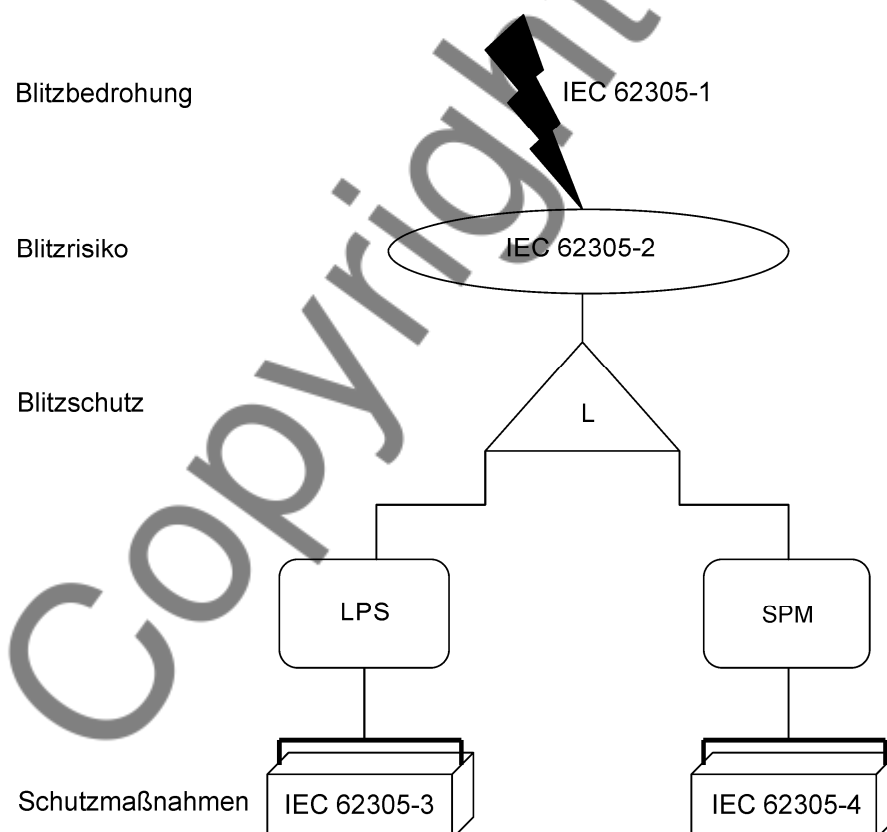 Blitzbedrohung
IEC 62305-1
Blitzrisiko
IEC 62305-2
Blitzschutz
L
LPS
SPM
Schutzmaßnahmen
IEC 62305-3
IEC 62305-4
Copyright